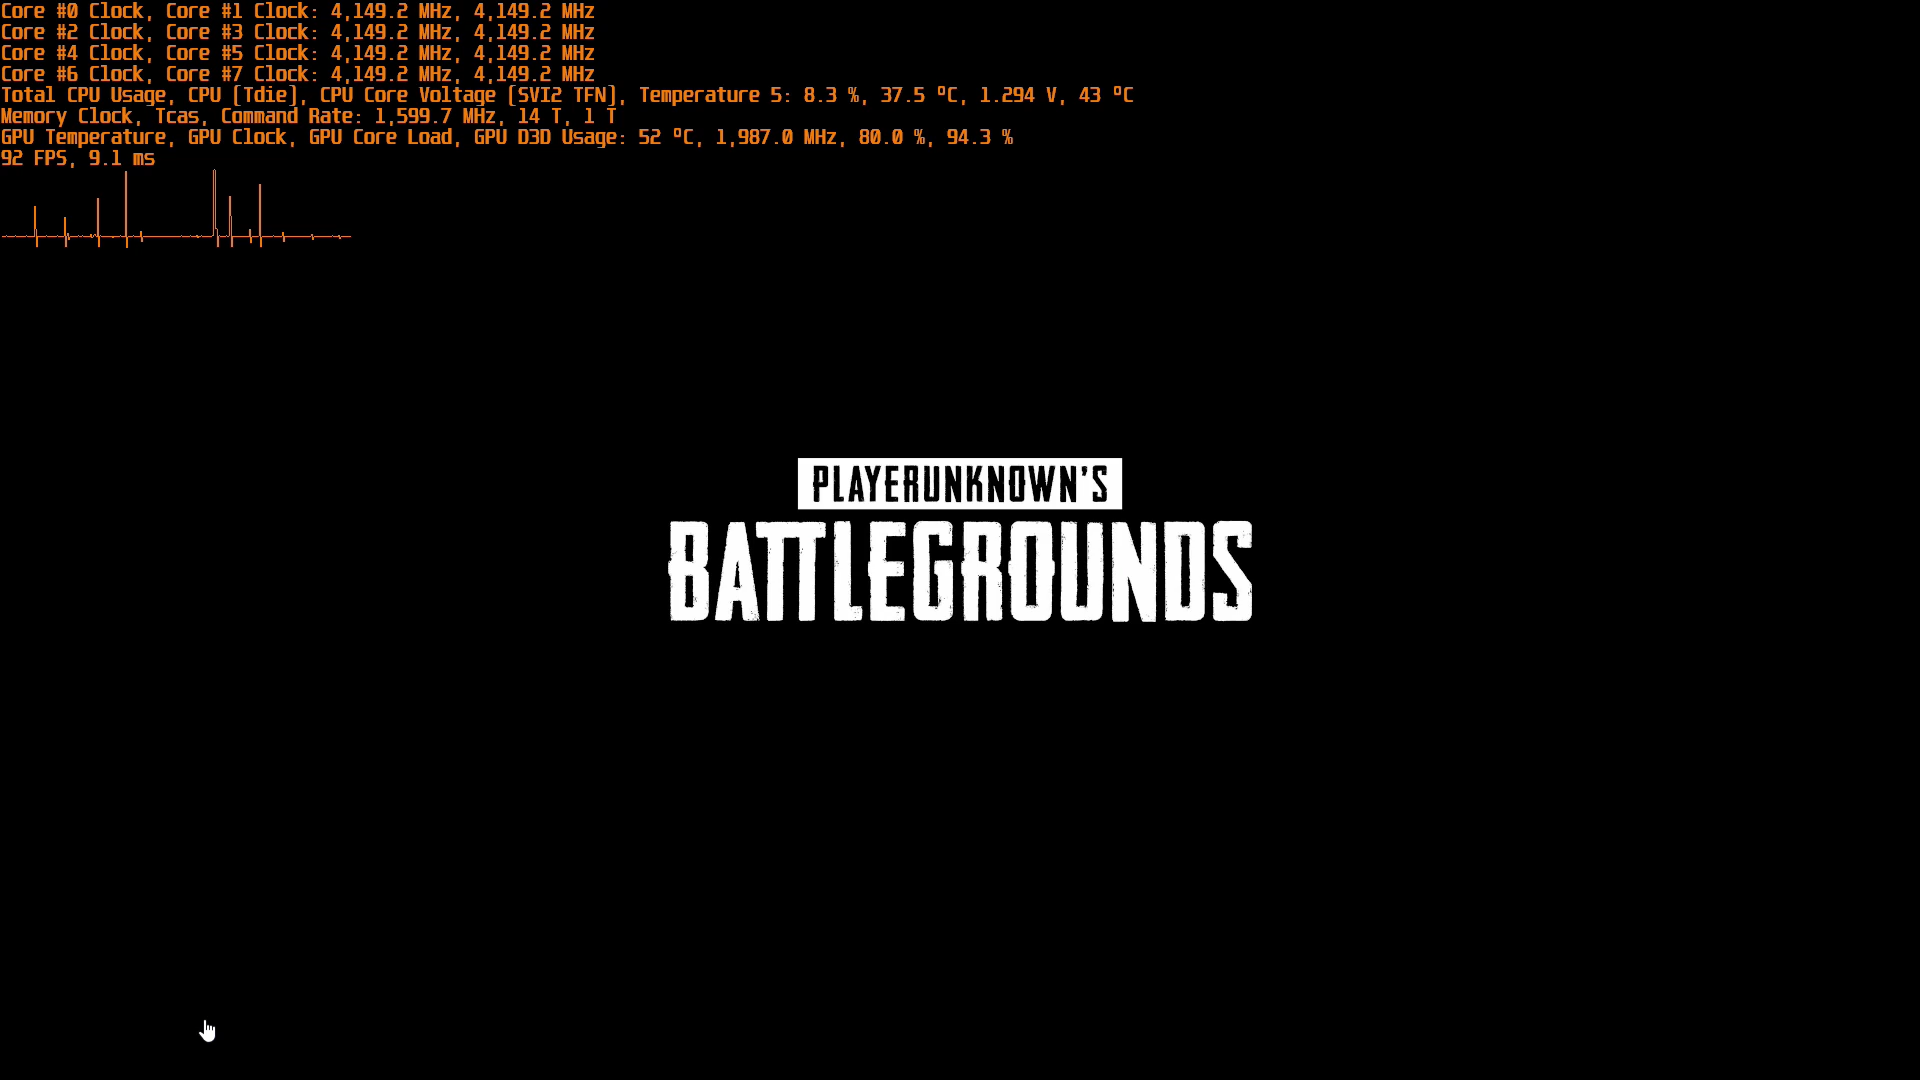 Core #0 Clock, Core #1 Clock: 4,149.2 MHz, 4,149.2 MHz
Core #2 Clock, Core #3 Clock: 4,149.2 MHz, 4,149.2 MHz
Core #4 Clock, Core #5 Clock: 4,149.2 MHz, 4,149.2 MHz
Core #6 Clock, Core #7 Clock: 4,149.2 MHz, 4,149.2 MHz
Total CPU Usage, CPU [Tdie], CPU Core Voltage [SVI2 TFN], Temperature 5: 8.3 %, 37.5 ºC, 1.294 V, 43 ºC
Memory Clock, Tcas, Command Rate: 1,599.7 MHz, 14 T, 1 T
GPU Temperature, GPU Clock, GPU Core Load, GPU D3D Usage: 52 ºC, 1,987.0 MHz, 80.0 %, 94.3 %
92 FPS, 9.1 ms
PLAYERUNKNOWN'S
BATTLEGROUNDS